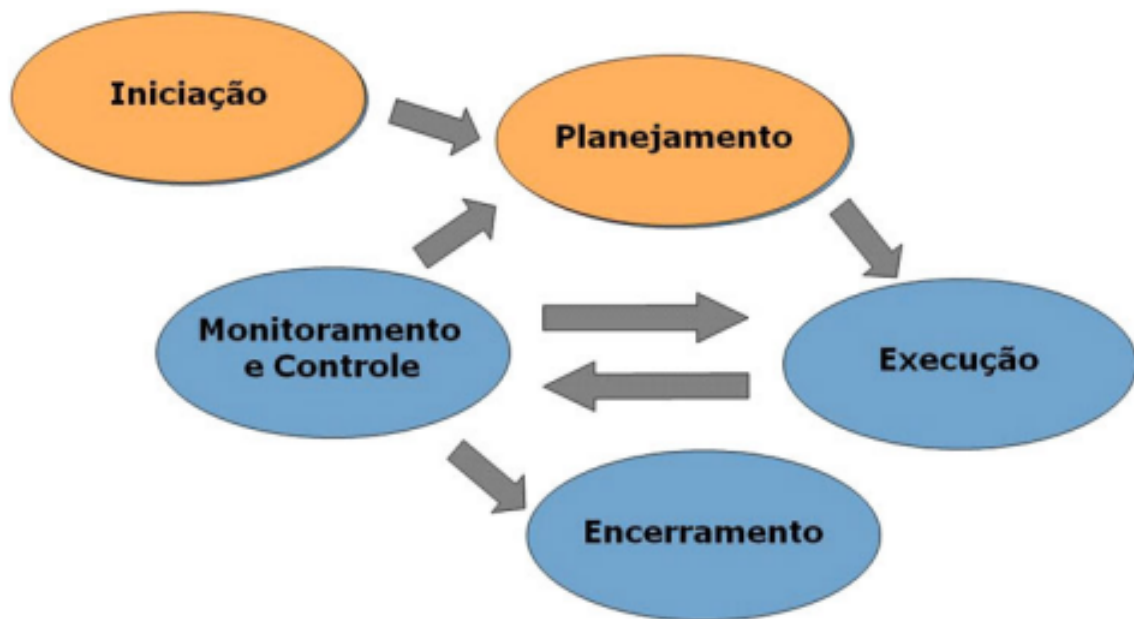 Iniciação
Planejamento
Monitoramento
e Controle
Execução
Encerramento